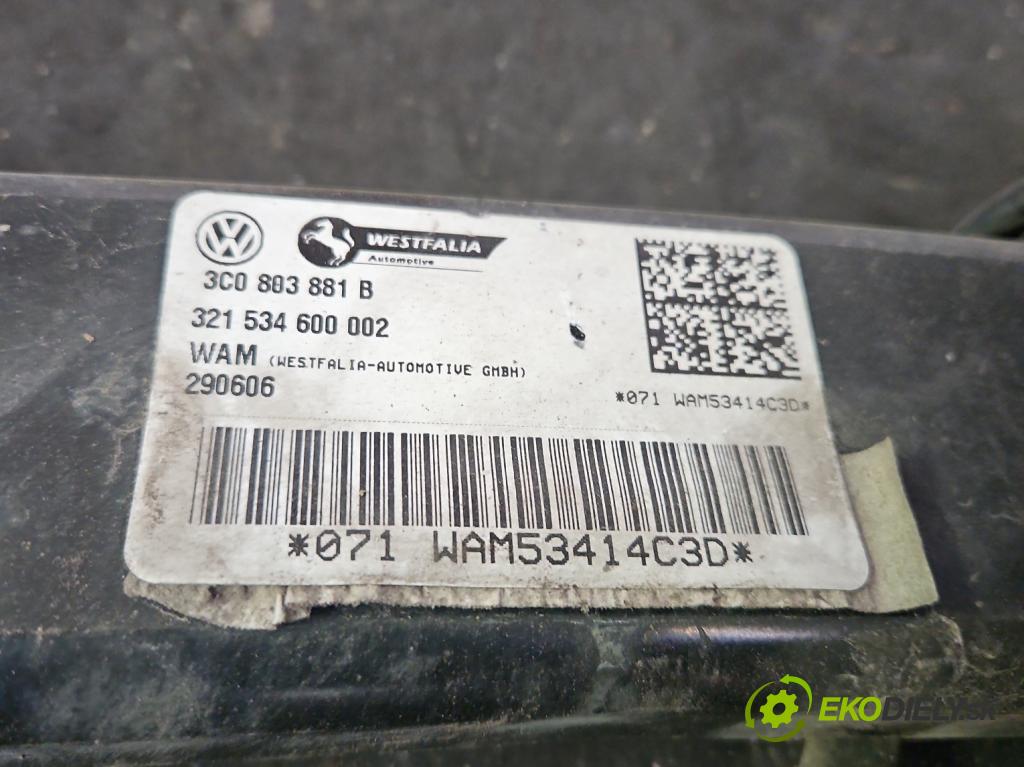 WESTFALIA
Automotive
3C0 803 881 B
321 534 600 002
WAM (WESTFALIA-AUTOMOTIVE GMBH)
290606
*071 WAM53414C3D*
*071 WAM53414C3D*
EKODIELY.SK